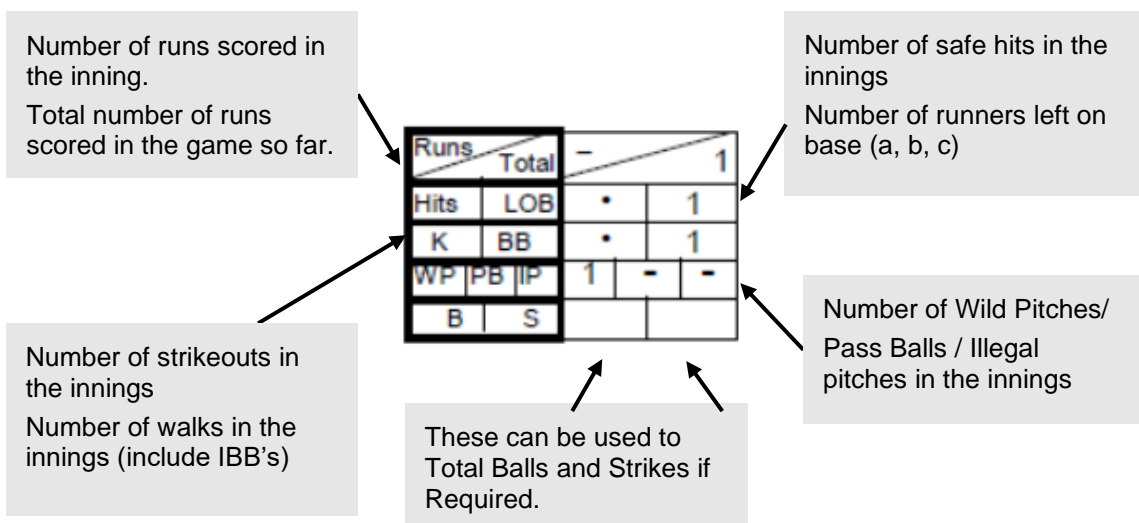 Number of runs scored in
the inning.
Total number of runs
scored in the game so far.
Number of safe hits in the
innings
Number of runners left on
base (a, b, c)
Runs Total - 1
Hits LOB • 1
K BB • 1
WP PB IP 1 - -
B S
Number of strikeouts in
the innings
Number of walks in the
innings (include IBB's)
These can be used to
Total Balls and Strikes if
Required.
Number of Wild Pitches/
Pass Balls / Illegal
pitches in the innings